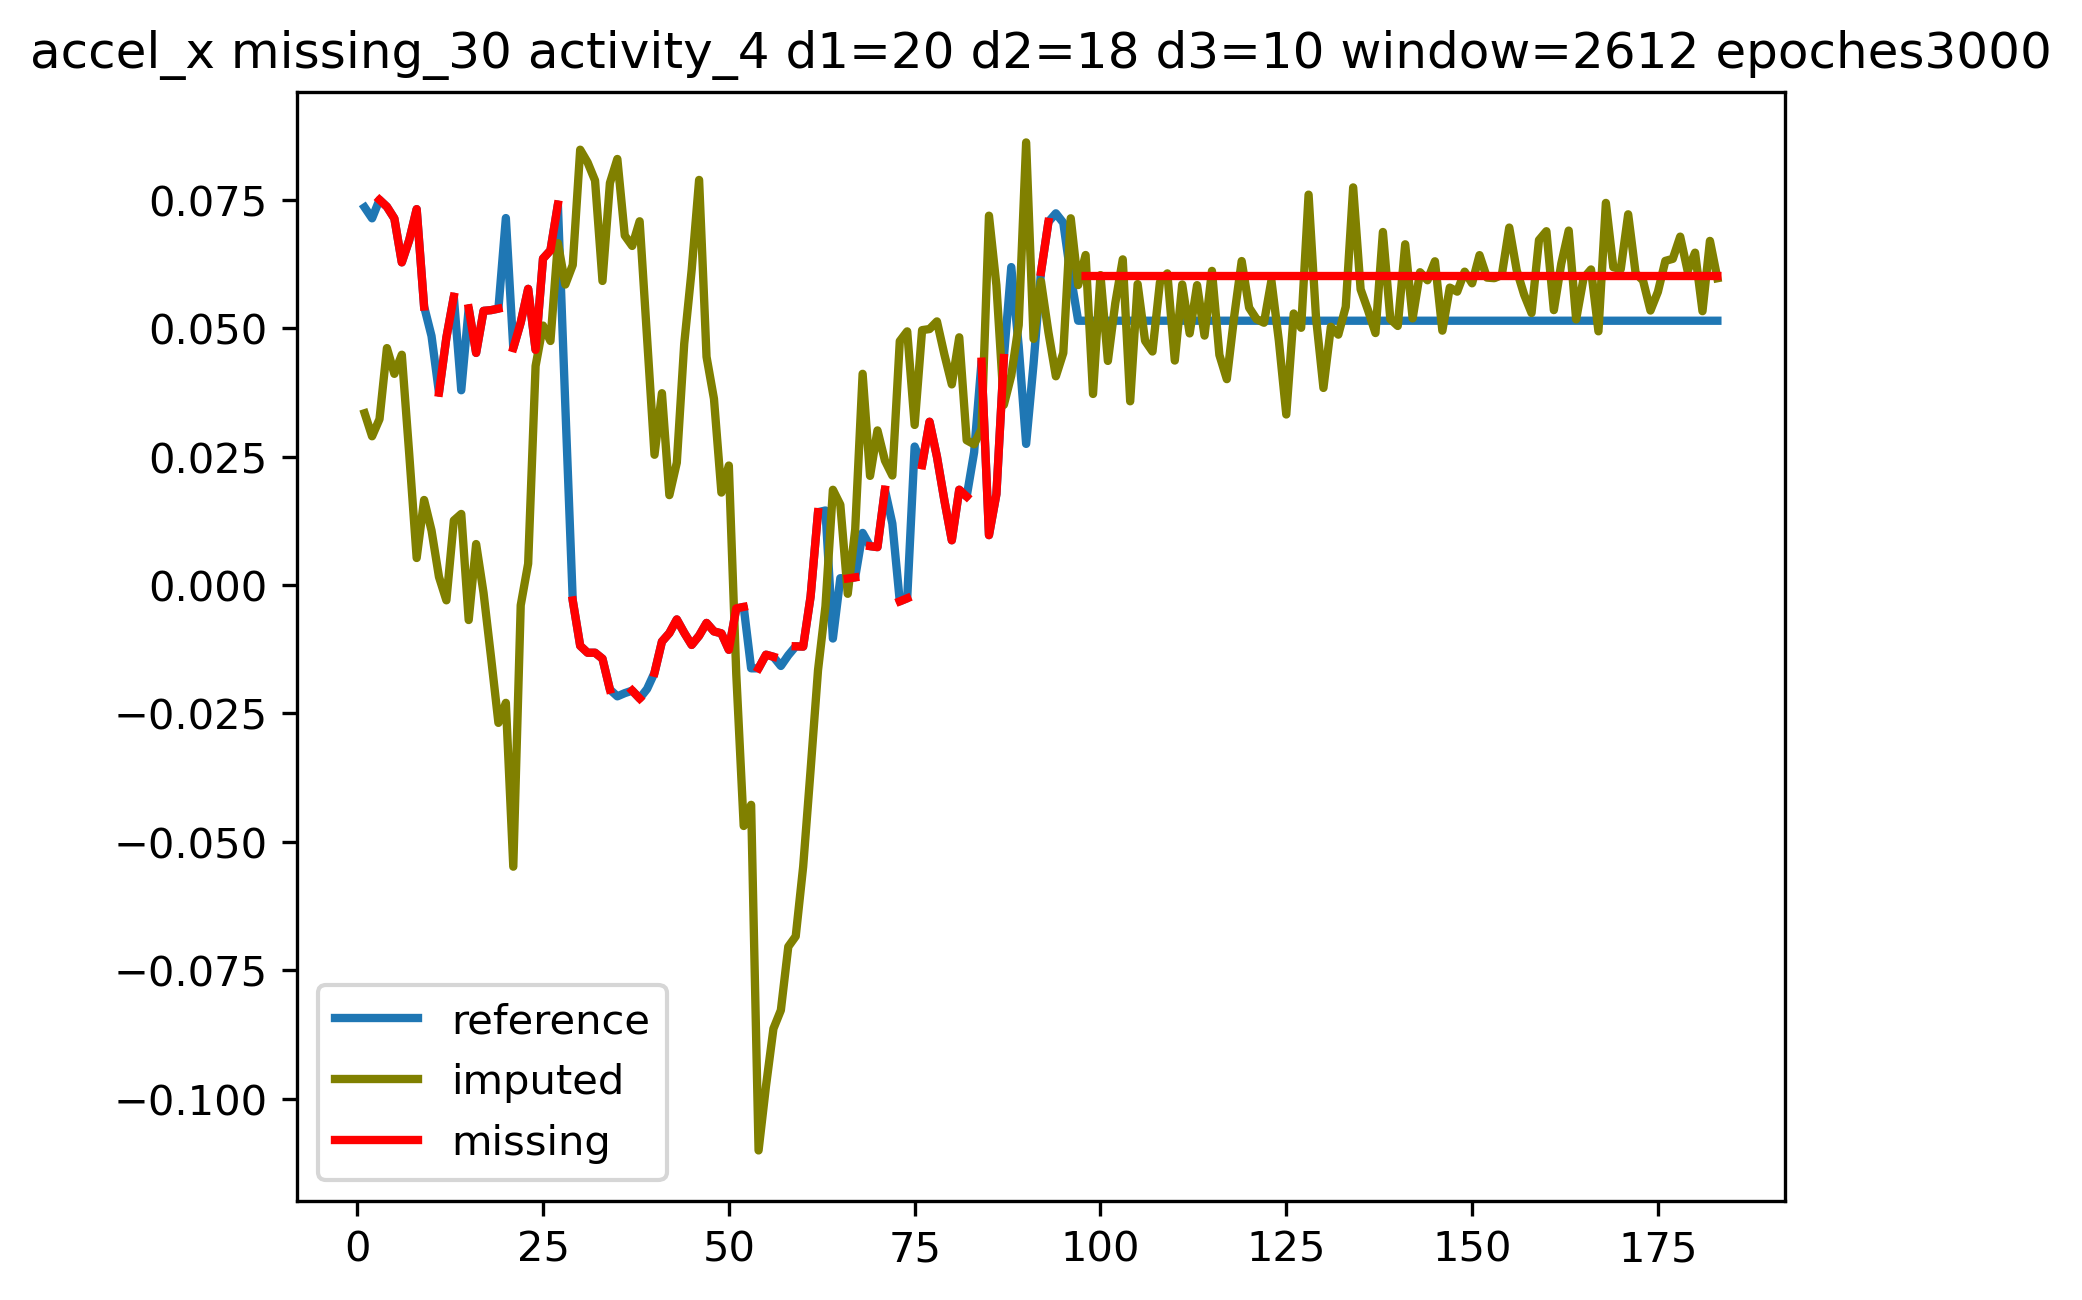 accel_x missing_30 activity_4 d1=20 d2=18 d3=10 window=2612 epoches3000
0.075
0.050
0.025
0.000
−0.025
−0.050
−0.075
−0.100
reference
imputed
missing
0 25 50 75 100 125 150 175